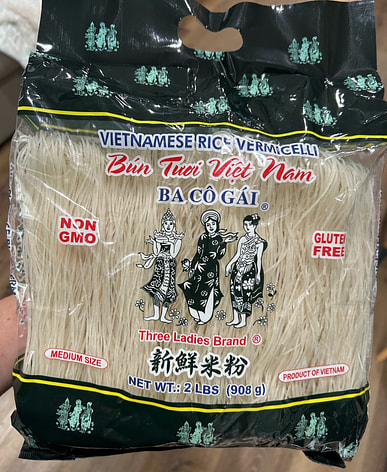 VIETNAMESE RICE VERMICELLI
Bún Tươi Việt Nam
BA CÔ GÁI ®
NON
GMO
GLUTEN
FREE
Three Ladies Brand ®
新鮮米粉
MEDIUM SIZE
PRODUCT OF VIETNAM
NET WT.: 2 LBS (908 g)